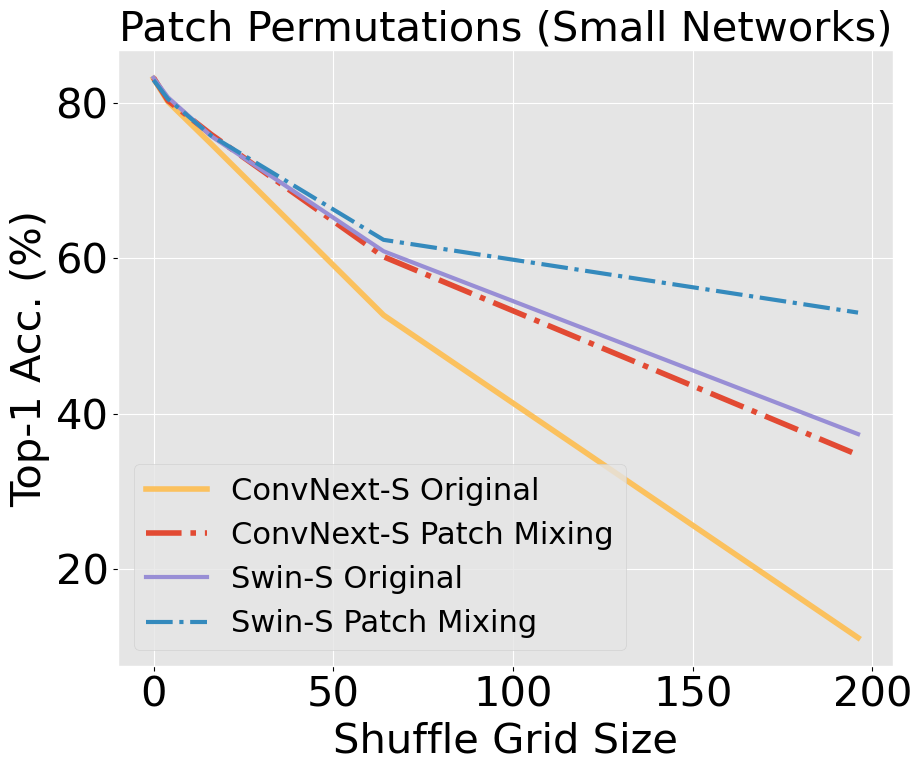 Patch Permutations (Small Networks)
Top-1 Acc. (%)
80
60
40
20
ConvNext-S Original
ConvNext-S Patch Mixing
Swin-S Original
Swin-S Patch Mixing
0 50 100 150 200
Shuffle Grid Size